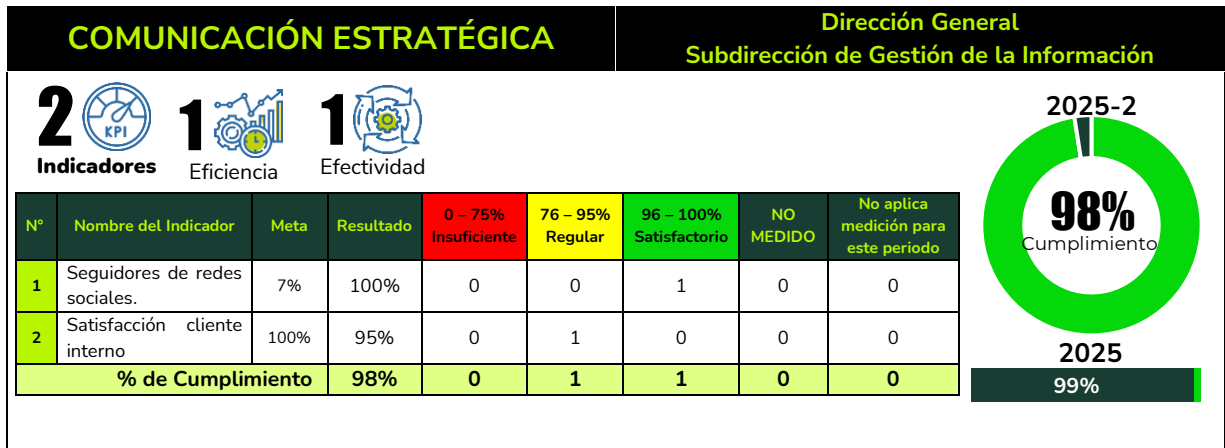 COMUNICACIÓN ESTRATÉGICA
Dirección General
Subdirección de Gestión de la Información
2
KPI
Indicadores
1
Eficiencia
1
Efectividad
N° Nombre del Indicador Meta Resultado 0 – 75% Insuficiente 76 – 95% Regular 96 – 100% Satisfactorio NO MEDIDO No aplica medición para este periodo
1 Seguidores de redes sociales. 7% 100% 0 0 1 0 0
2 Satisfacción cliente interno 100% 95% 0 1 0 0 0
% de Cumplimiento 98% 0 1 1 0 0
2025-2
98%
Cumplimiento
2025
99%